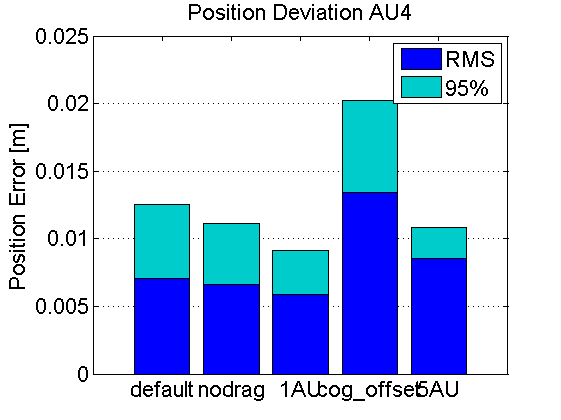 Position Deviation AU4
0.025
0.02
0.015
0.01
0.005
0
Position Error [m]
RMS
95%
default nodrag 1AU cog_offset 5AU